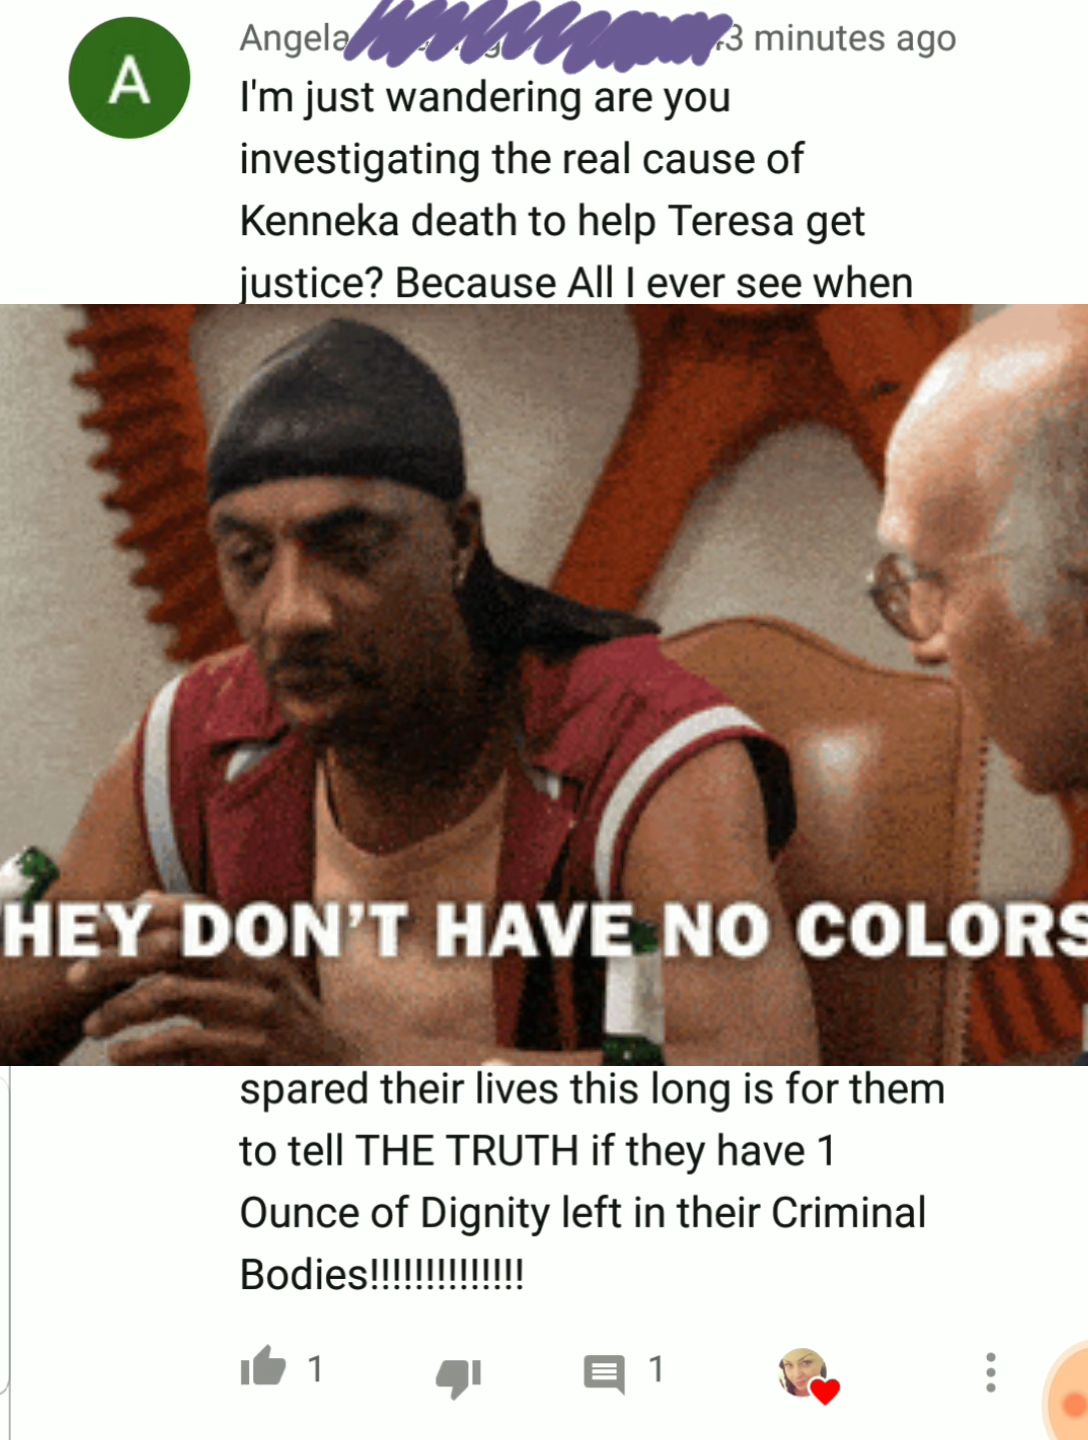 A
Angela 3 minutes ago
I'm just wandering are you
investigating the real cause of
Kenneka death to help Teresa get
justice? Because All I ever see when
HEY DON'T HAVE NO COLORS
spared their lives this long is for them
to tell THE TRUTH if they have 1
Ounce of Dignity left in their Criminal
Bodies!!!!!!!!!!!!!!
1
1